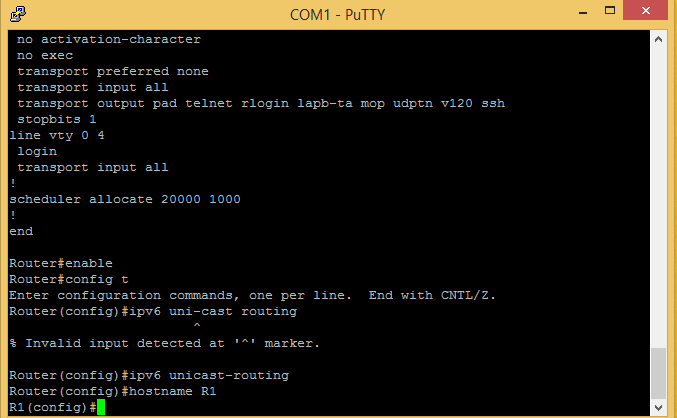 COM1 - PuTTY
no activation-character
no exec
transport preferred none
transport input all
transport output pad telnet rlogin lapb-ta mop udptn v120 ssh
stopbits 1
line vty 0 4
login
transport input all
!
scheduler allocate 20000 1000
!
end
Router#enable
Router#config t
Enter configuration commands, one per line.  End with CNTL/Z.
Router(config)#ipv6 uni-cast routing
^
% Invalid input detected at '^' marker.
Router(config)#ipv6 unicast-routing
Router(config)#hostname R1
R1(config)#